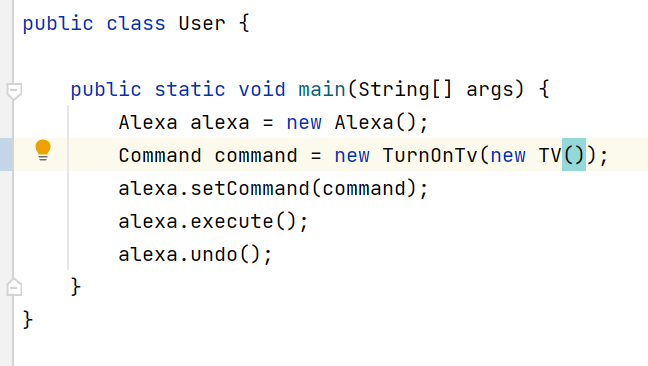 public class User {
public static void main(String[] args) {
Alexa alexa = new Alexa();
Command command = new TurnOnTv(new TV());
alexa.setCommand(command);
alexa.execute();
alexa.undo();
}
}